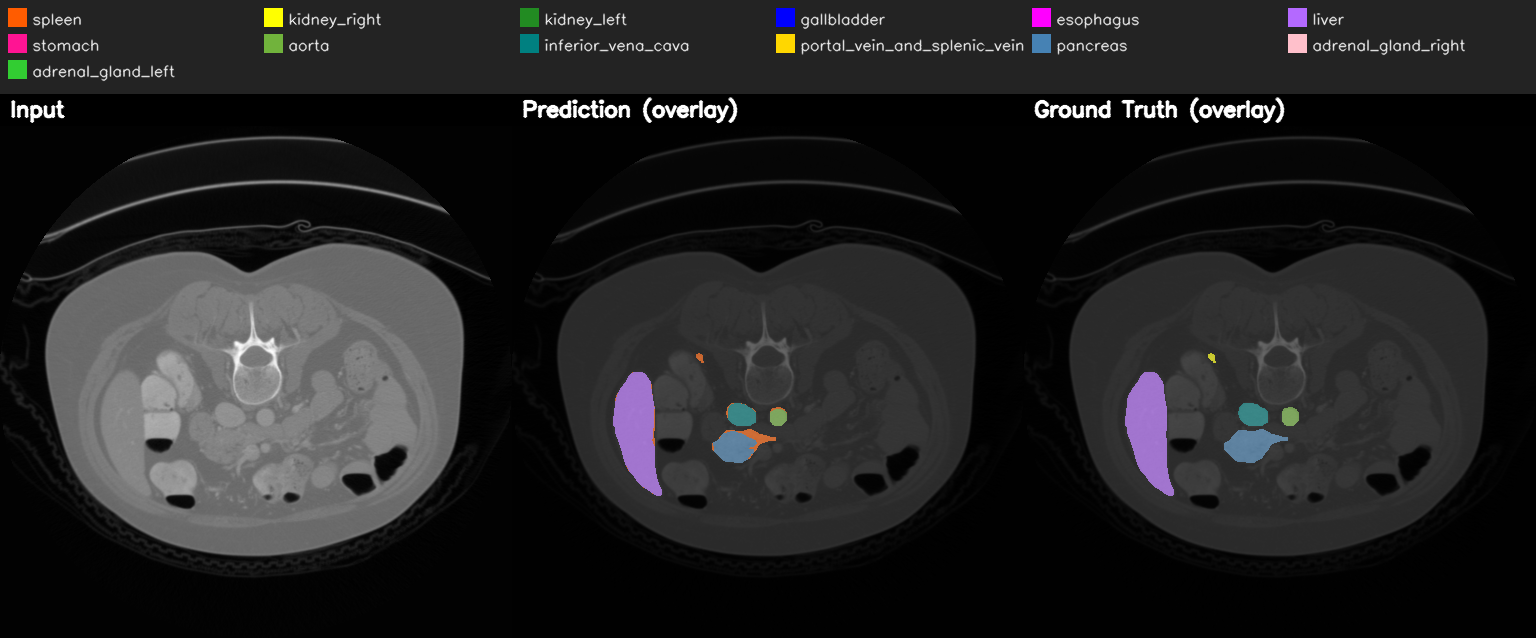 spleen kidney_right kidney_left gallbladder esophagus liver
stomach aorta inferior_vena_cava portal_vein_and_splenic_vein pancreas adrenal_gland_right
adrenal_gland_left
Input Prediction (overlay) Ground Truth (overlay)